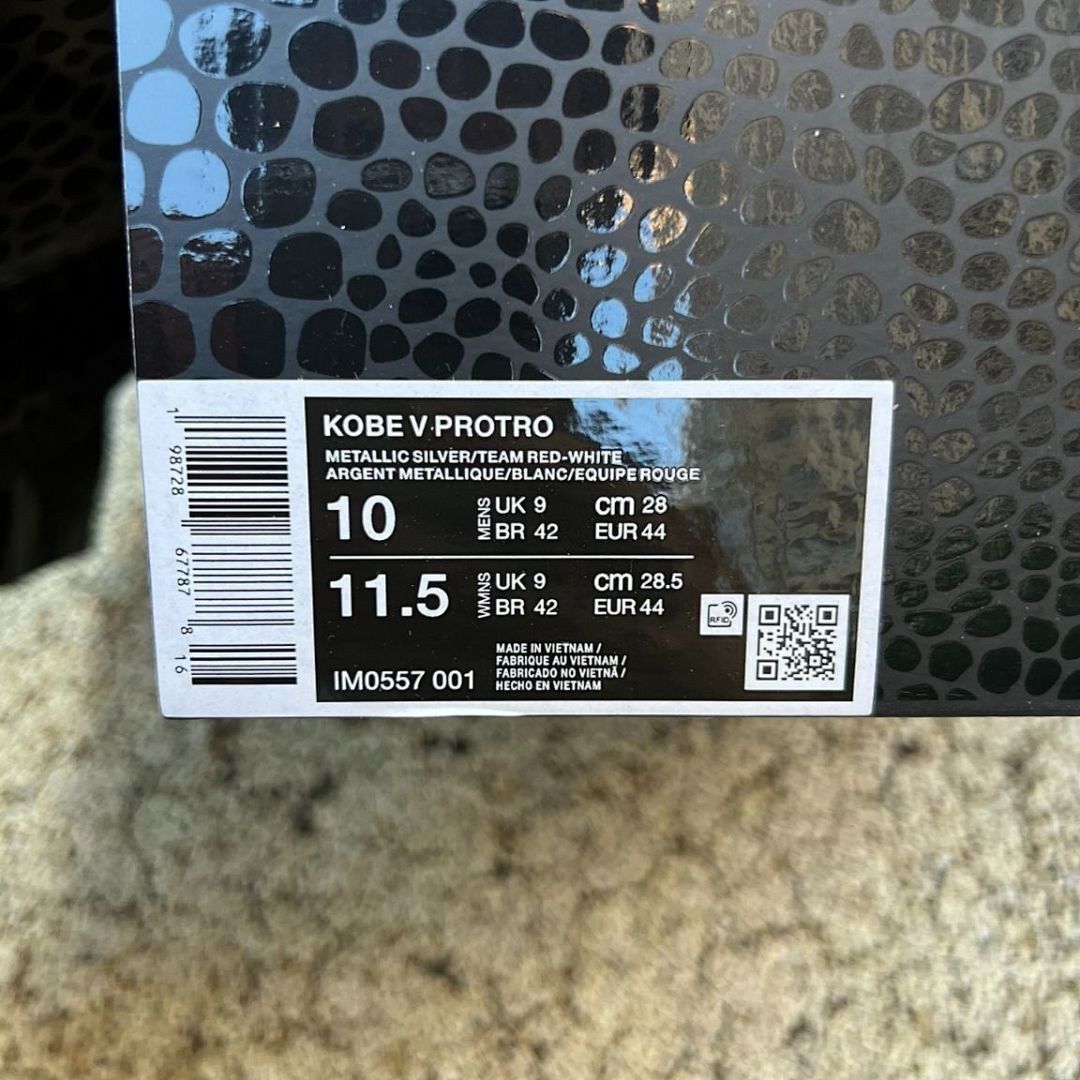 KOBE V PROTRO
METALLIC SILVER/TEAM RED-WHITE
ARGENT METALLIQUE/BLANC/EQUIPE ROUGE
10 MENS UK 9 cm 28
BR 42 EUR 44
11.5 WMNS UK 9 cm 28.5
BR 42 EUR 44
RFID
MADE IN VIETNAM /
FABRIQUE AU VIETNAM /
FABRICADO NO VIETNÃ /
HECHO EN VIETNAM
IM0557 001
1 98728 67787 8 16